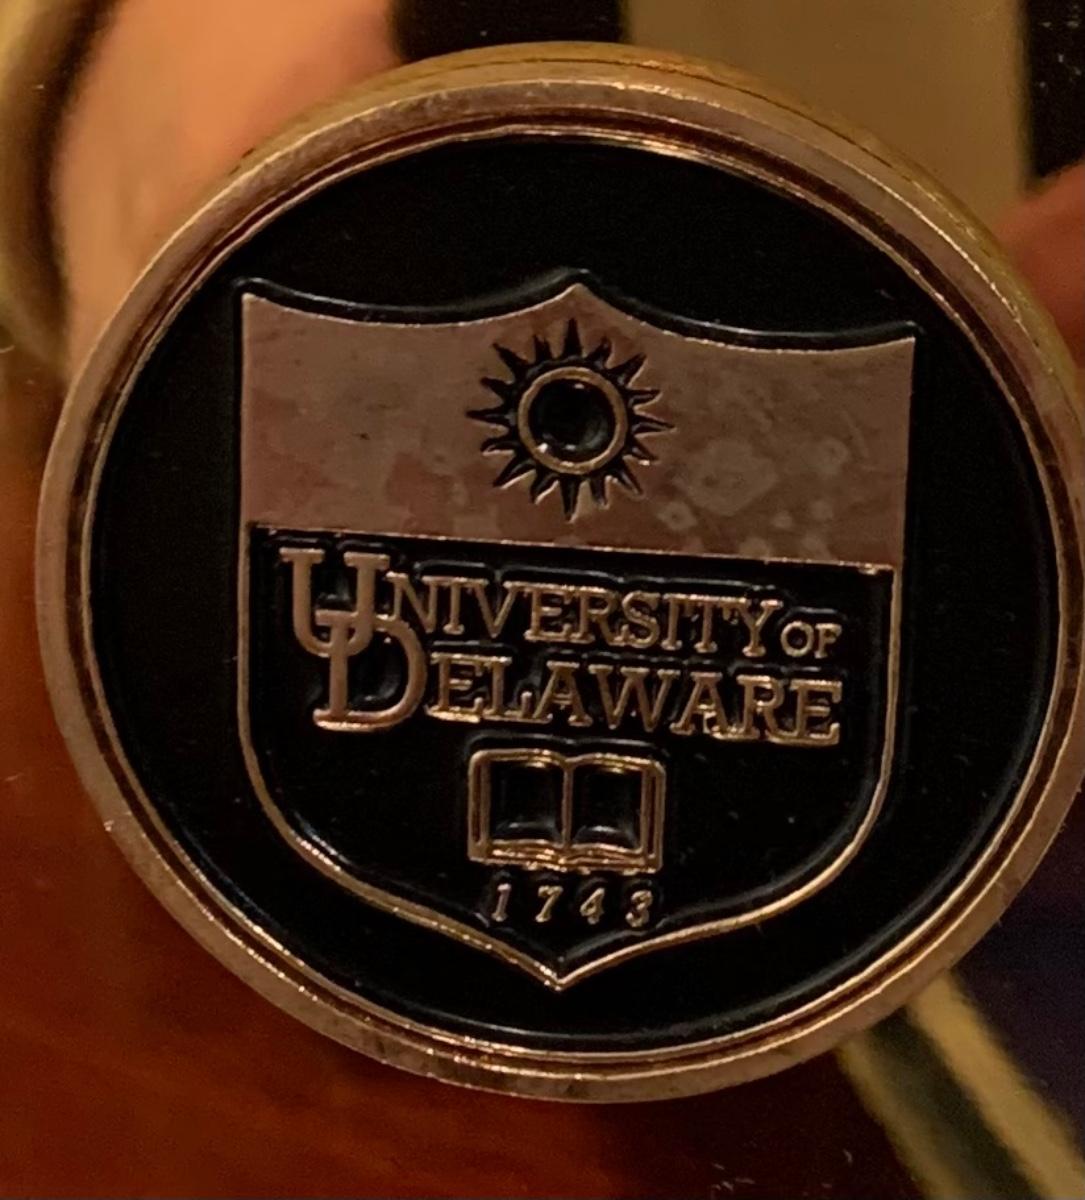 UNIVERSITY OF
DELAWARE
1743